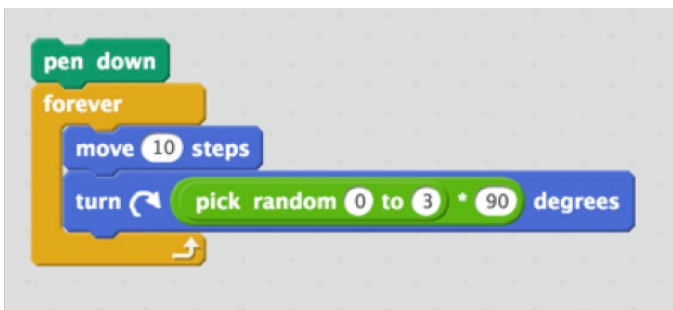 pen down
forever
move 10 steps
turn pick random 0 to 3 * 90 degrees